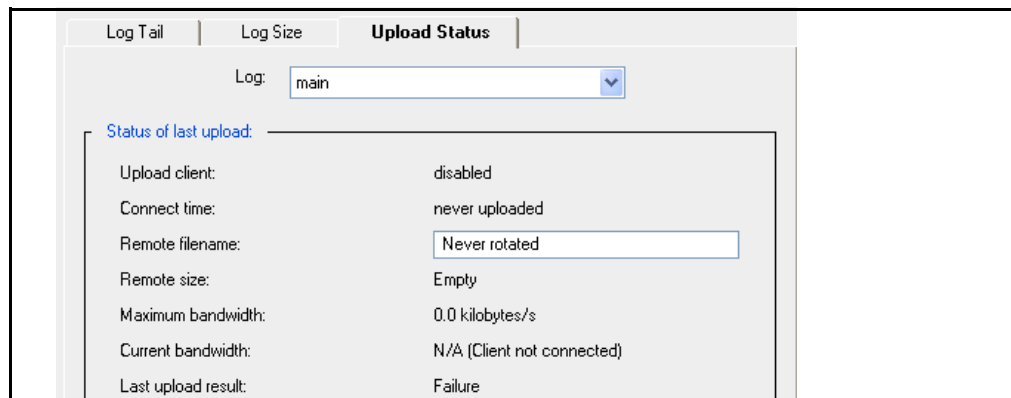 Log Tail Log Size Upload Status
Log: main
Status of last upload:
Upload client: disabled
Connect time: never uploaded
Remote filename: Never rotated
Remote size: Empty
Maximum bandwidth: 0.0 kilobytes/s
Current bandwidth: N/A (Client not connected)
Last upload result: Failure